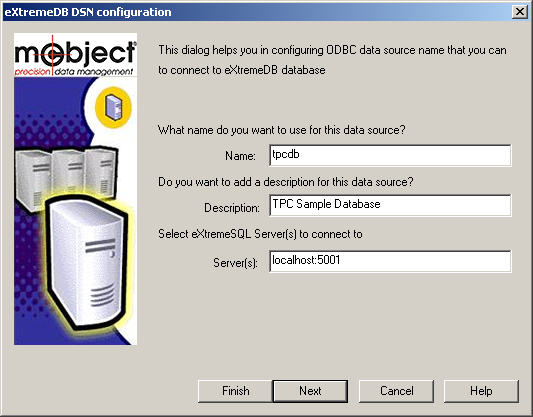 eXtremeDB DSN configuration
mcobject
precision data management
This dialog helps you in configuring ODBC data source name that you can
to connect to eXtremeDB database
What name do you want to use for this data source?
Name: tpcdb
Do you want to add a description for this data source?
Description: TPC Sample Database
Select eXtremeSQL Server(s) to connect to
Server(s): localhost:5001
Finish Next Cancel Help